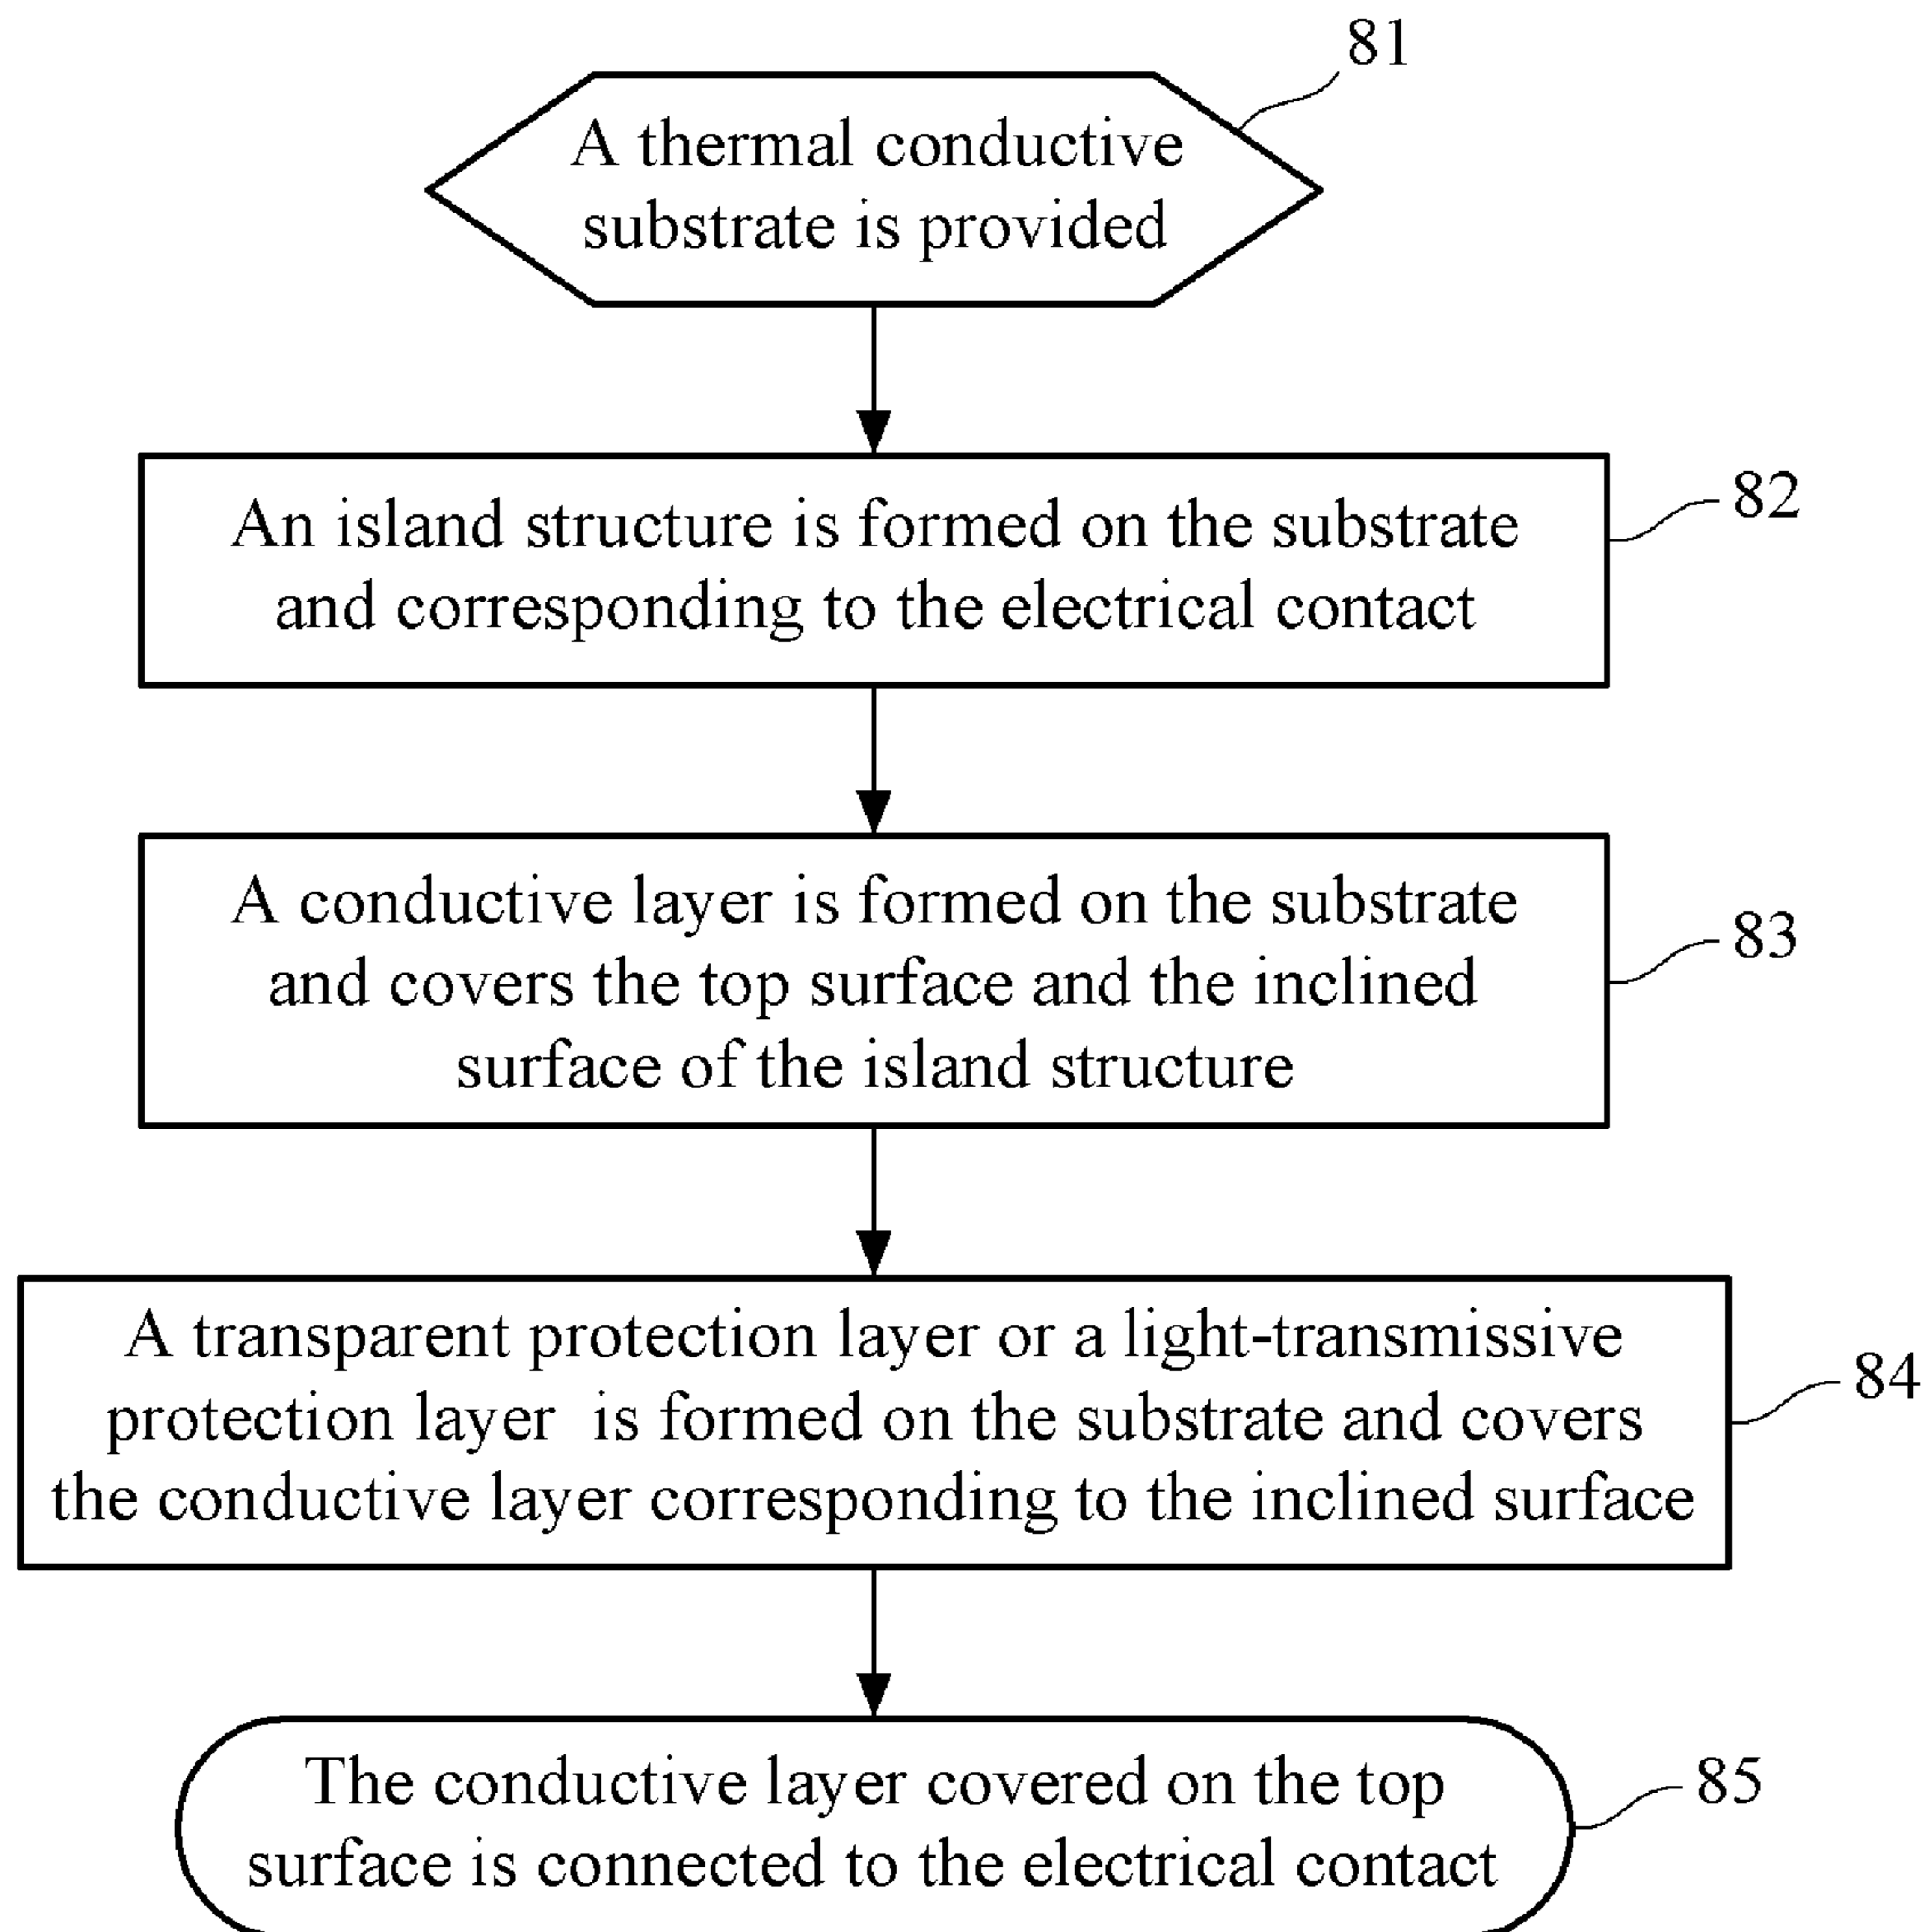 81
A thermal conductive
substrate is provided
82
An island structure is formed on the substrate
and corresponding to the electrical contact
83
A conductive layer is formed on the substrate
and covers the top surface and the inclined
surface of the island structure
84
A transparent protection layer or a light-transmissive
protection layer is formed on the substrate and covers
the conductive layer corresponding to the inclined surface
85
The conductive layer covered on the top
surface is connected to the electrical contact